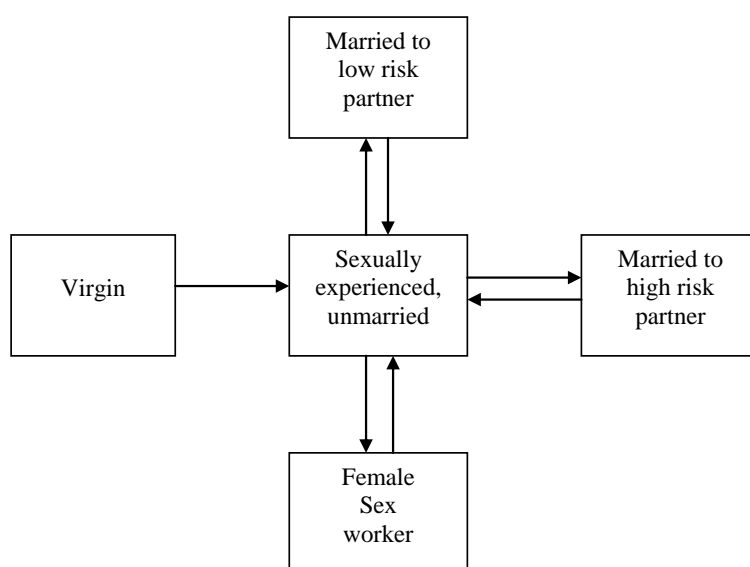 Married to
low risk
partner
Virgin
Sexually
experienced,
unmarried
Married to
high risk
partner
Female
Sex
worker